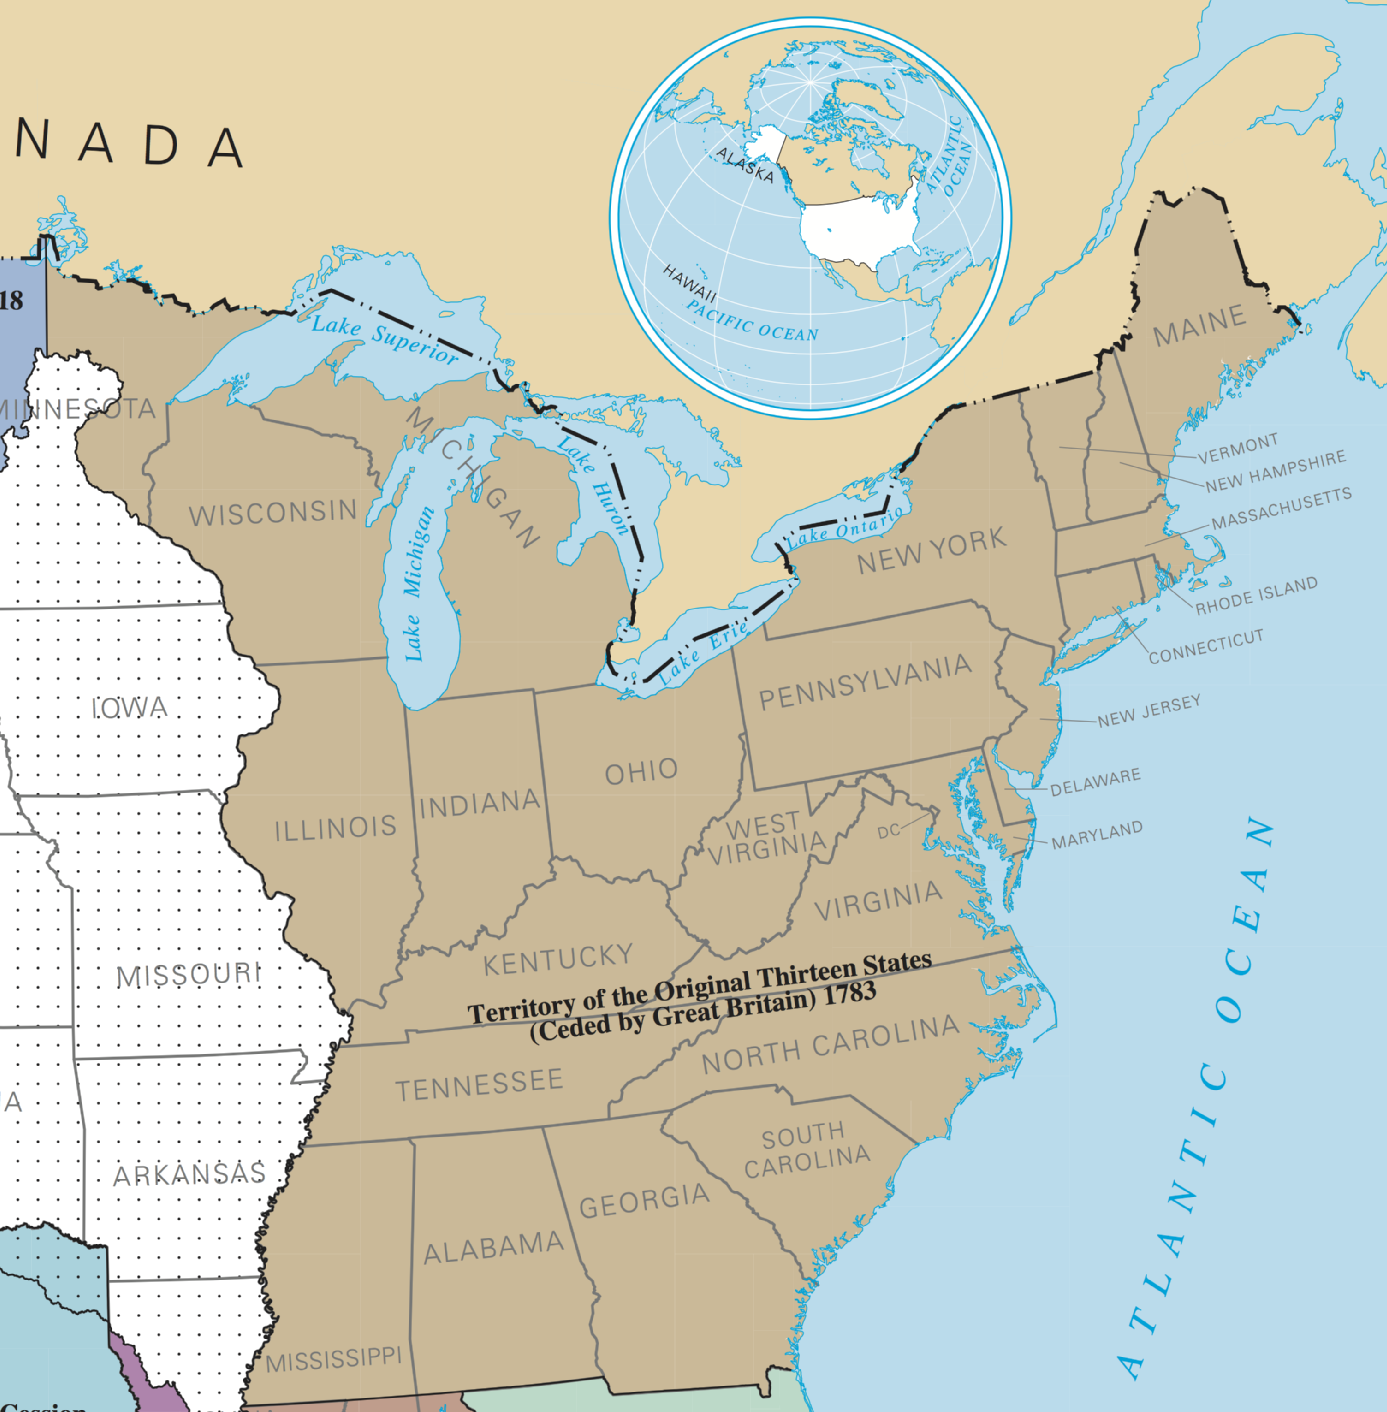 NADA
ALASKA
ATLANTIC
OCEAN
HAWAII
PACIFIC OCEAN
18
Lake Superior
MAINE
MINNESOTA
MICHIGAN
Lake Huron
VERMONT
NEW HAMPSHIRE
MASSACHUSETTS
WISCONSIN
Lake Michigan
Lake Ontario
NEW YORK
RHODE ISLAND
CONNECTICUT
Lake Erie
PENNSYLVANIA
NEW JERSEY
IOWA
OHIO
DELAWARE
INDIANA
ILLINOIS
WEST
VIRGINIA
DC
MARYLAND
VIRGINIA
MISSOURI
KENTUCKY
Territory of the Original Thirteen States
(Ceded by Great Britain) 1783
NORTH CAROLINA
TENNESSEE
A
SOUTH
CAROLINA
ARKANSAS
GEORGIA
ALABAMA
MISSISSIPPI
ATLANTIC OCEAN
Cession